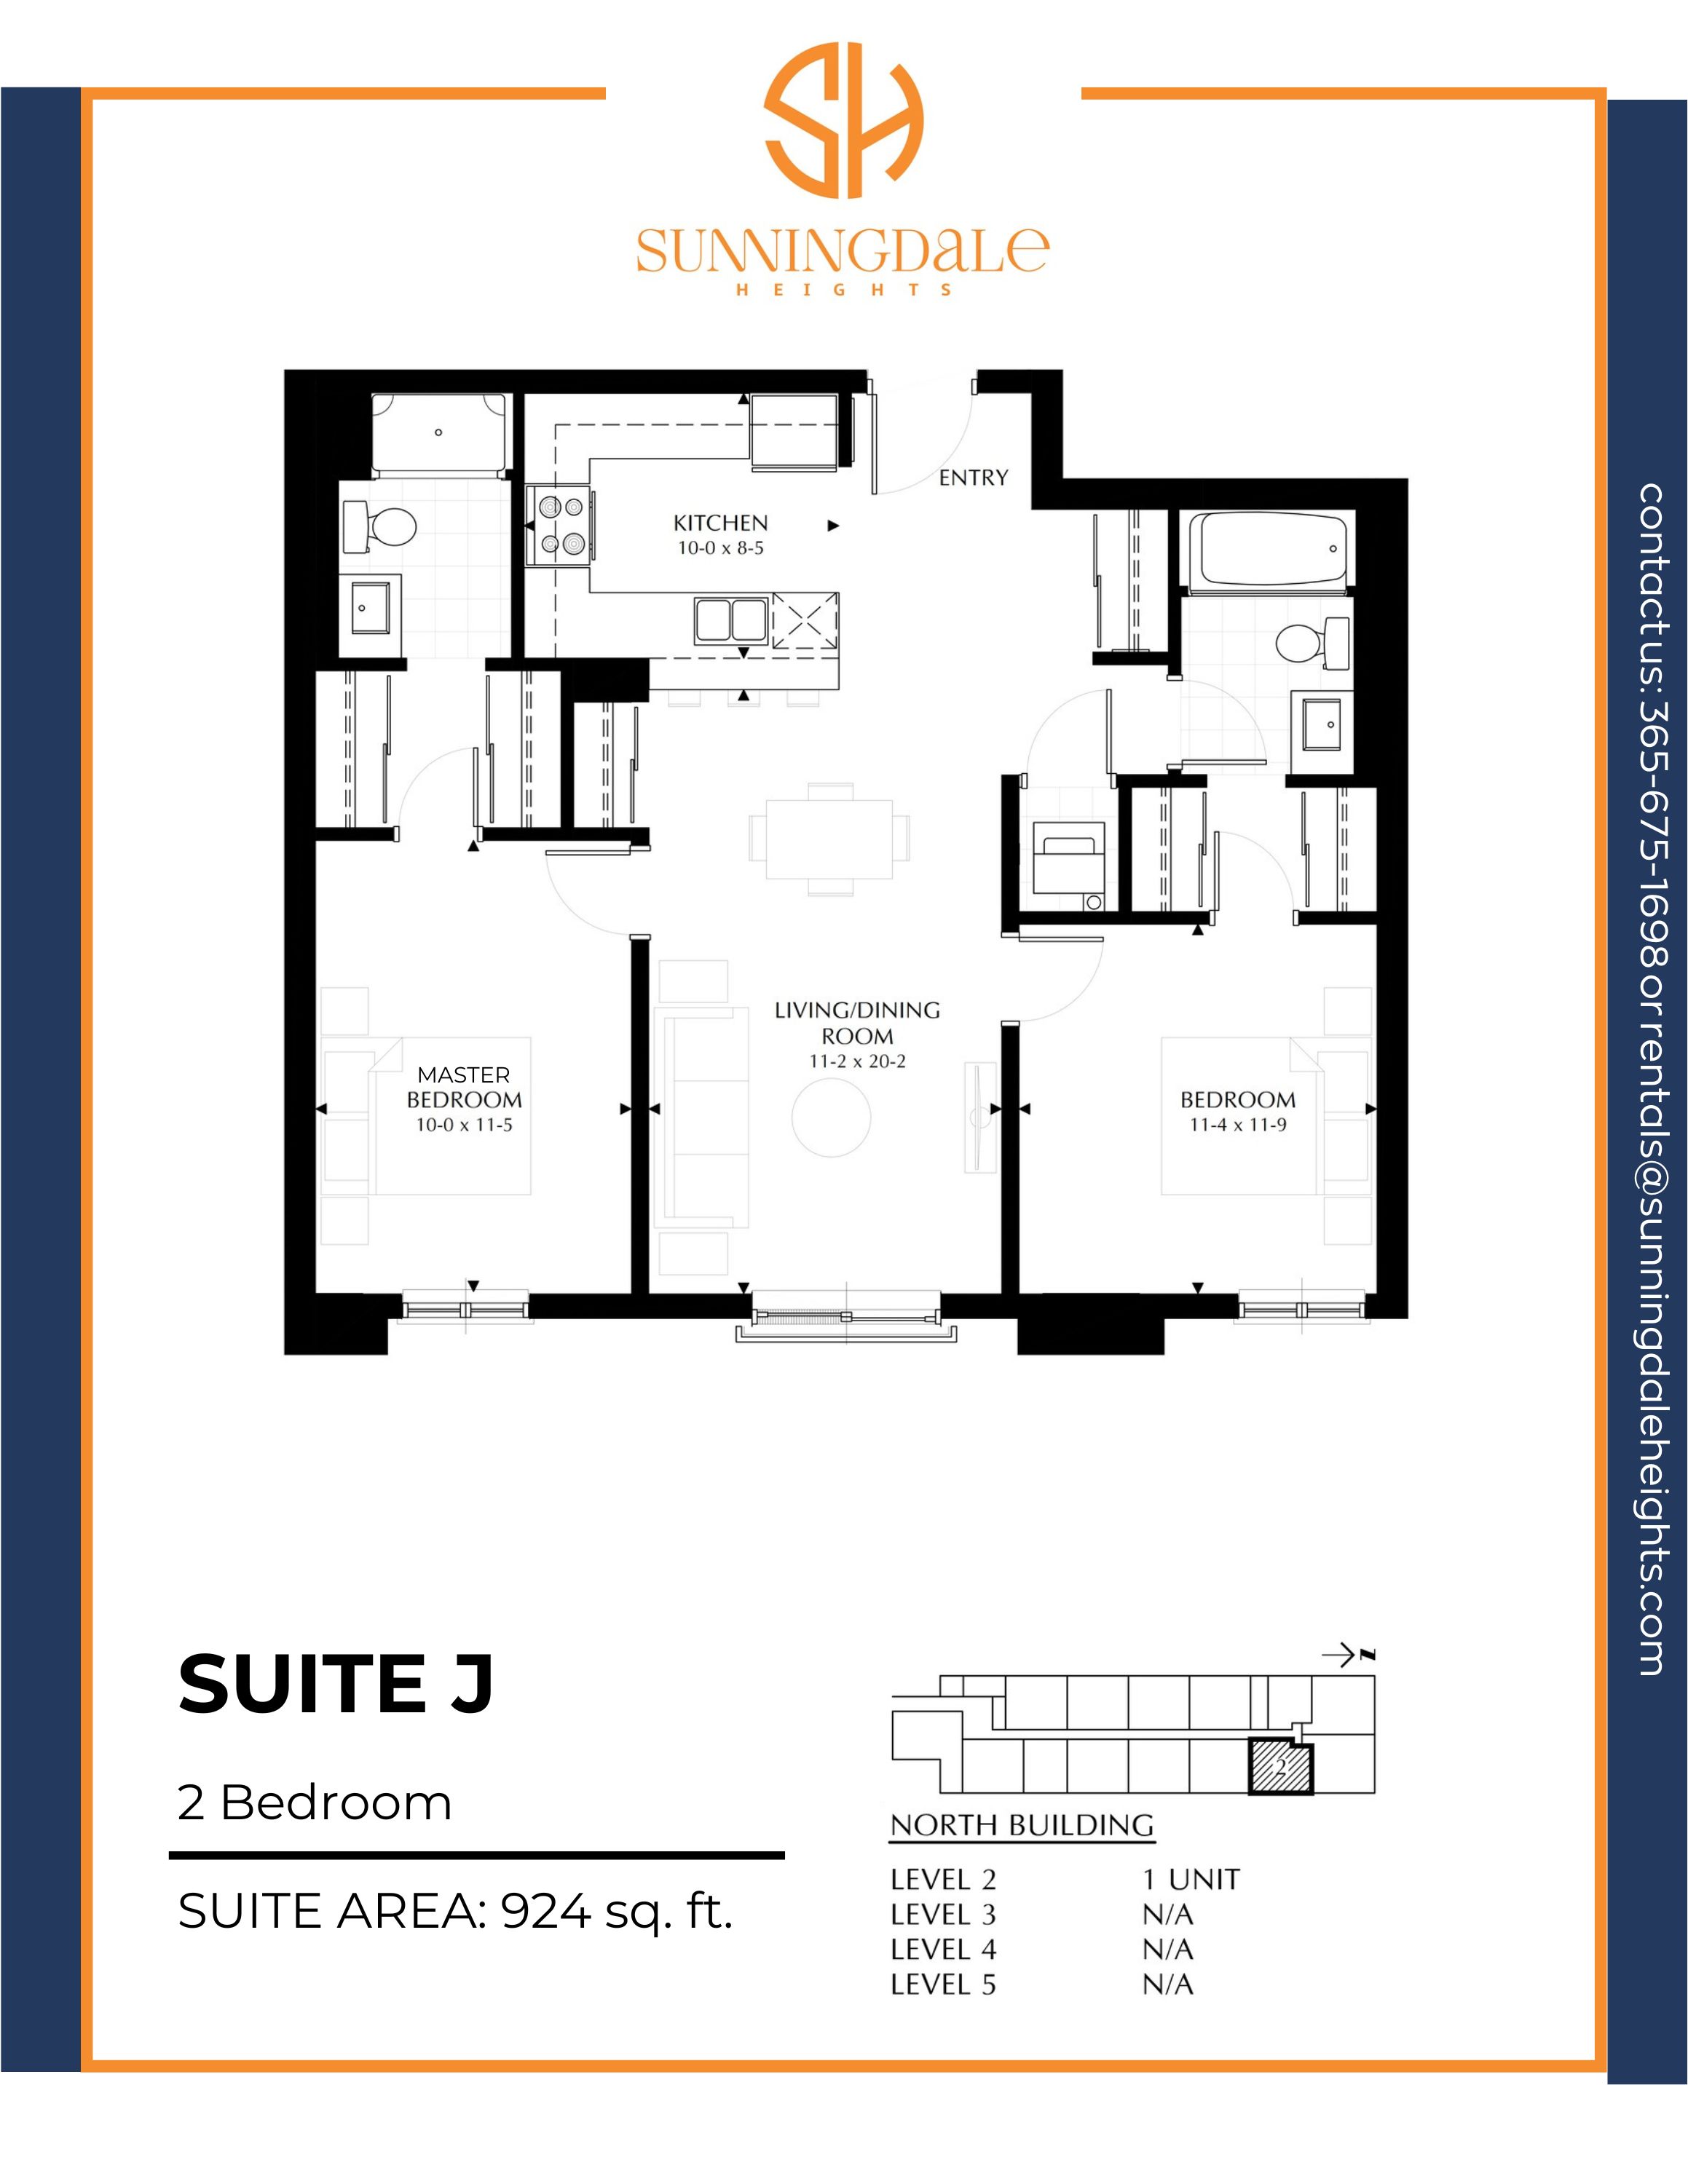 SH
SUNNINGDALE
HEIGHTS
ENTRY
KITCHEN
10-0 x 8-5
LIVING/DINING
ROOM
11-2 x 20-2
MASTER
BEDROOM
10-0 x 11-5
BEDROOM
11-4 x 11-9
contact us: 365-675-1698 or rentals@sunningdaleheights.com
SUITE J
2 Bedroom
SUITE AREA: 924 sq. ft.
N
2
NORTH BUILDING
LEVEL 2 1 UNIT
LEVEL 3 N/A
LEVEL 4 N/A
LEVEL 5 N/A